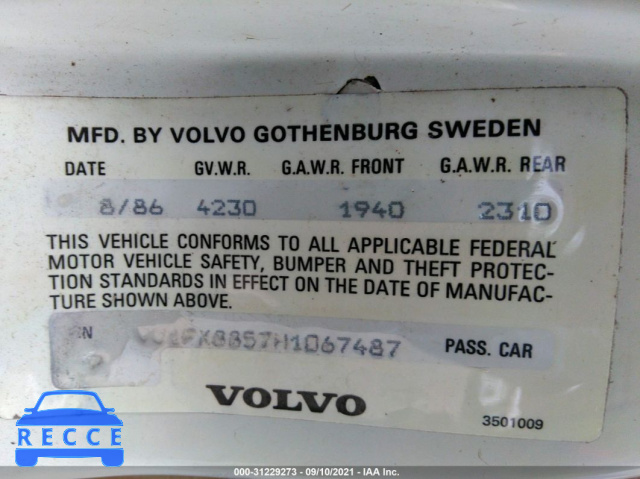 MFD. BY VOLVO GOTHENBURG SWEDEN
DATE G.V.W.R. G.A.W.R. FRONT G.A.W.R. REAR
8/86 4230 1940 2310
THIS VEHICLE CONFORMS TO ALL APPLICABLE FEDERAL
MOTOR VEHICLE SAFETY, BUMPER AND THEFT PROTEC-
TION STANDARDS IN EFFECT ON THE DATE OF MANUFAC-
TURE SHOWN ABOVE.
PASS. CAR
VOLVO
3501009
RECCE
000-31229273 - 09/10/2021 - IAA Inc.